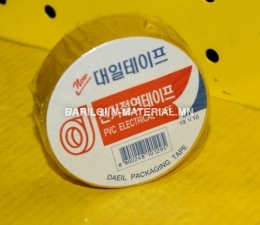 New
대일테이프
BARILGIIN-MATERIAL.MN
전기절연테이프
PVC ELECTRICAL
19 × 10
DAEIL PACKAGING TAPE